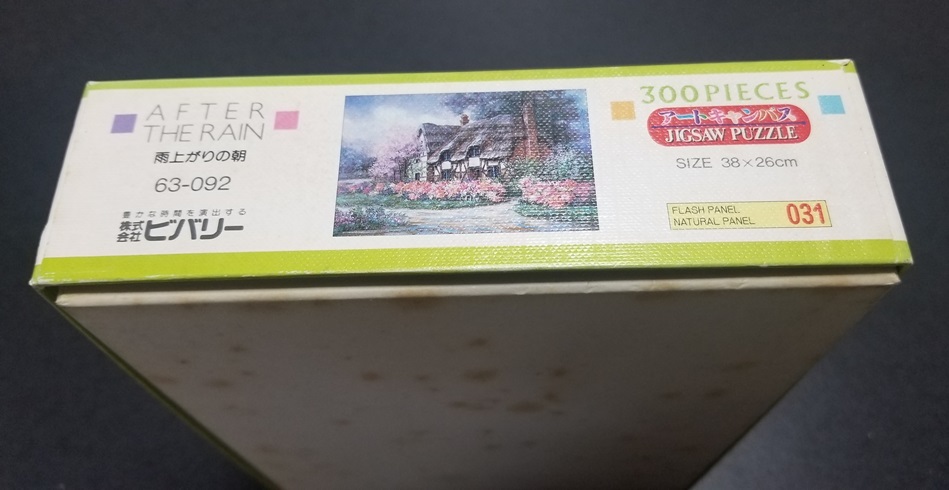 AFTER
THE RAIN
雨上がりの朝
63-092
豊かな時間を演出する
株式会社ビバリー
300PIECES
アートキャンバス
JIGSAW PUZZLE
SIZE 38×26cm
FLASH PANEL
NATURAL PANEL
031